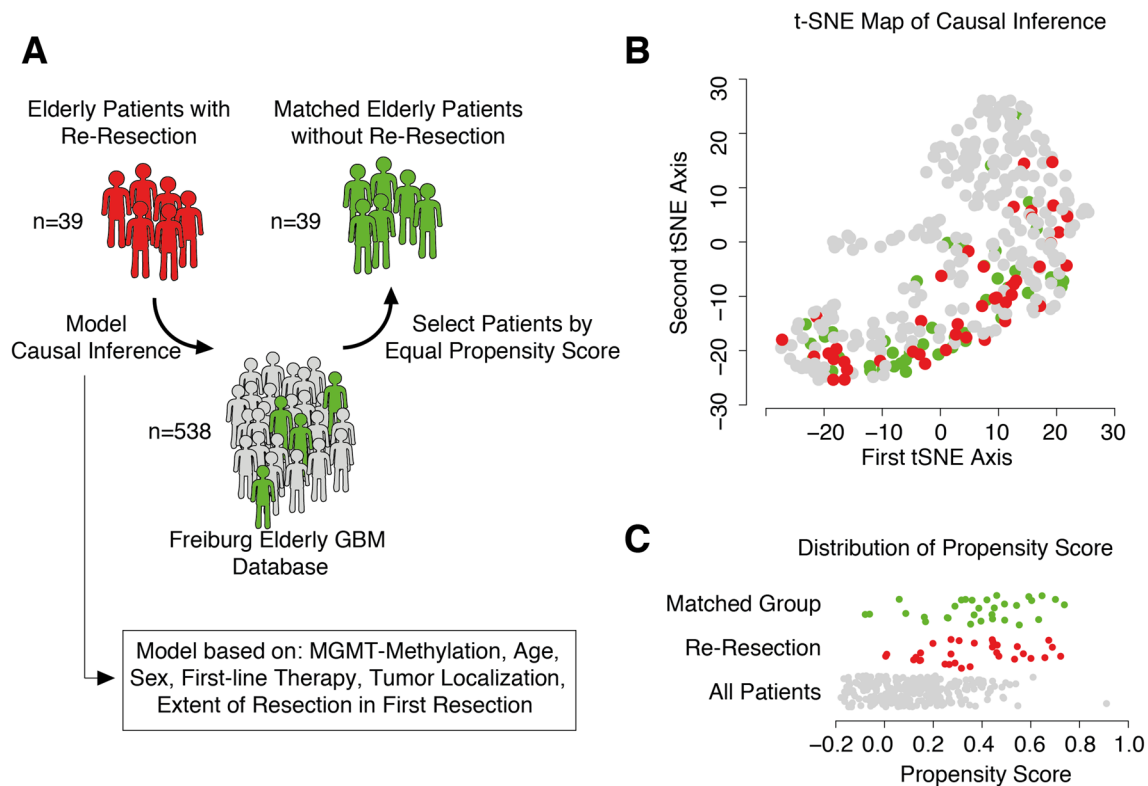 A
Elderly Patients with
Re-Resection
Matched Elderly Patients
without Re-Resection
n=39
n=39
Model
Causal Inference
Select Patients by
Equal Propensity Score
n=538
Freiburg Elderly GBM
Database
Model based on: MGMT-Methylation, Age,
Sex, First-line Therapy, Tumor Localization,
Extent of Resection in First Resection
t-SNE Map of Causal Inference
B
Second tSNE Axis
30
20
10
0
−10
−20
−30
−20 −10 0 10 20 30
First tSNE Axis
C
Distribution of Propensity Score
Matched Group
Re-Resection
All Patients
−0.2 0.0 0.2 0.4 0.6 0.8 1.0
Propensity Score